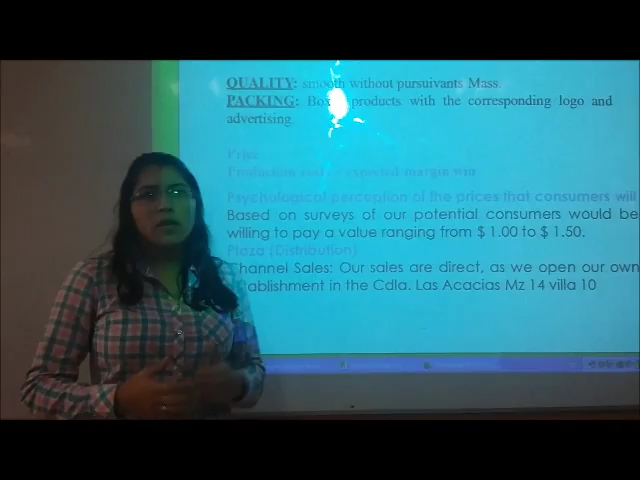 QUALITY: smooth without pursuivants Mass.
PACKING: Box products with the corresponding logo and
advertising.
Price
Production cost + expected margin win
Psychological perception of the prices that consumers will
Based on surveys of our potential consumers would be
willing to pay a value ranging from $ 1.00 to $ 1.50.
Plaza (Distribution)
Channel Sales: Our sales are direct, as we open our own
establishment in the Cdla. Las Acacias Mz 14 villa 10